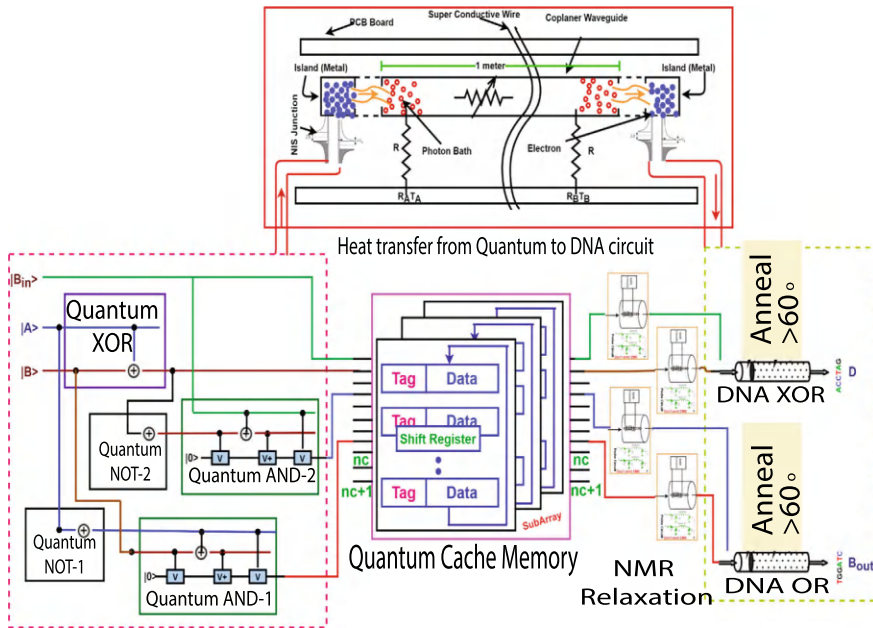 PCB Board
Super Conductive Wire
Coplaner Waveguide
1 meter
Island (Metal)
Island (Metal)
NIS Junction
R
Photon Bath
Electron
R
RATA
RBTB
Heat transfer from Quantum to DNA circuit
|Bin>
|A>
|B>
Quantum
XOR
Quantum
NOT-2
|0>
V
V+
V
Quantum AND-2
Quantum
NOT-1
|0>
V
V+
V
Quantum AND-1
Tag
Data
Tag
Data
Shift Register
Tag
Data
nc
nc+1
nc
nc+1
SubArray
Quantum Cache Memory
NMR
Relaxation
Anneal
>60°
DNA XOR
ACCTAG
D
Anneal
>60°
DNA OR
TGGATC
Bout